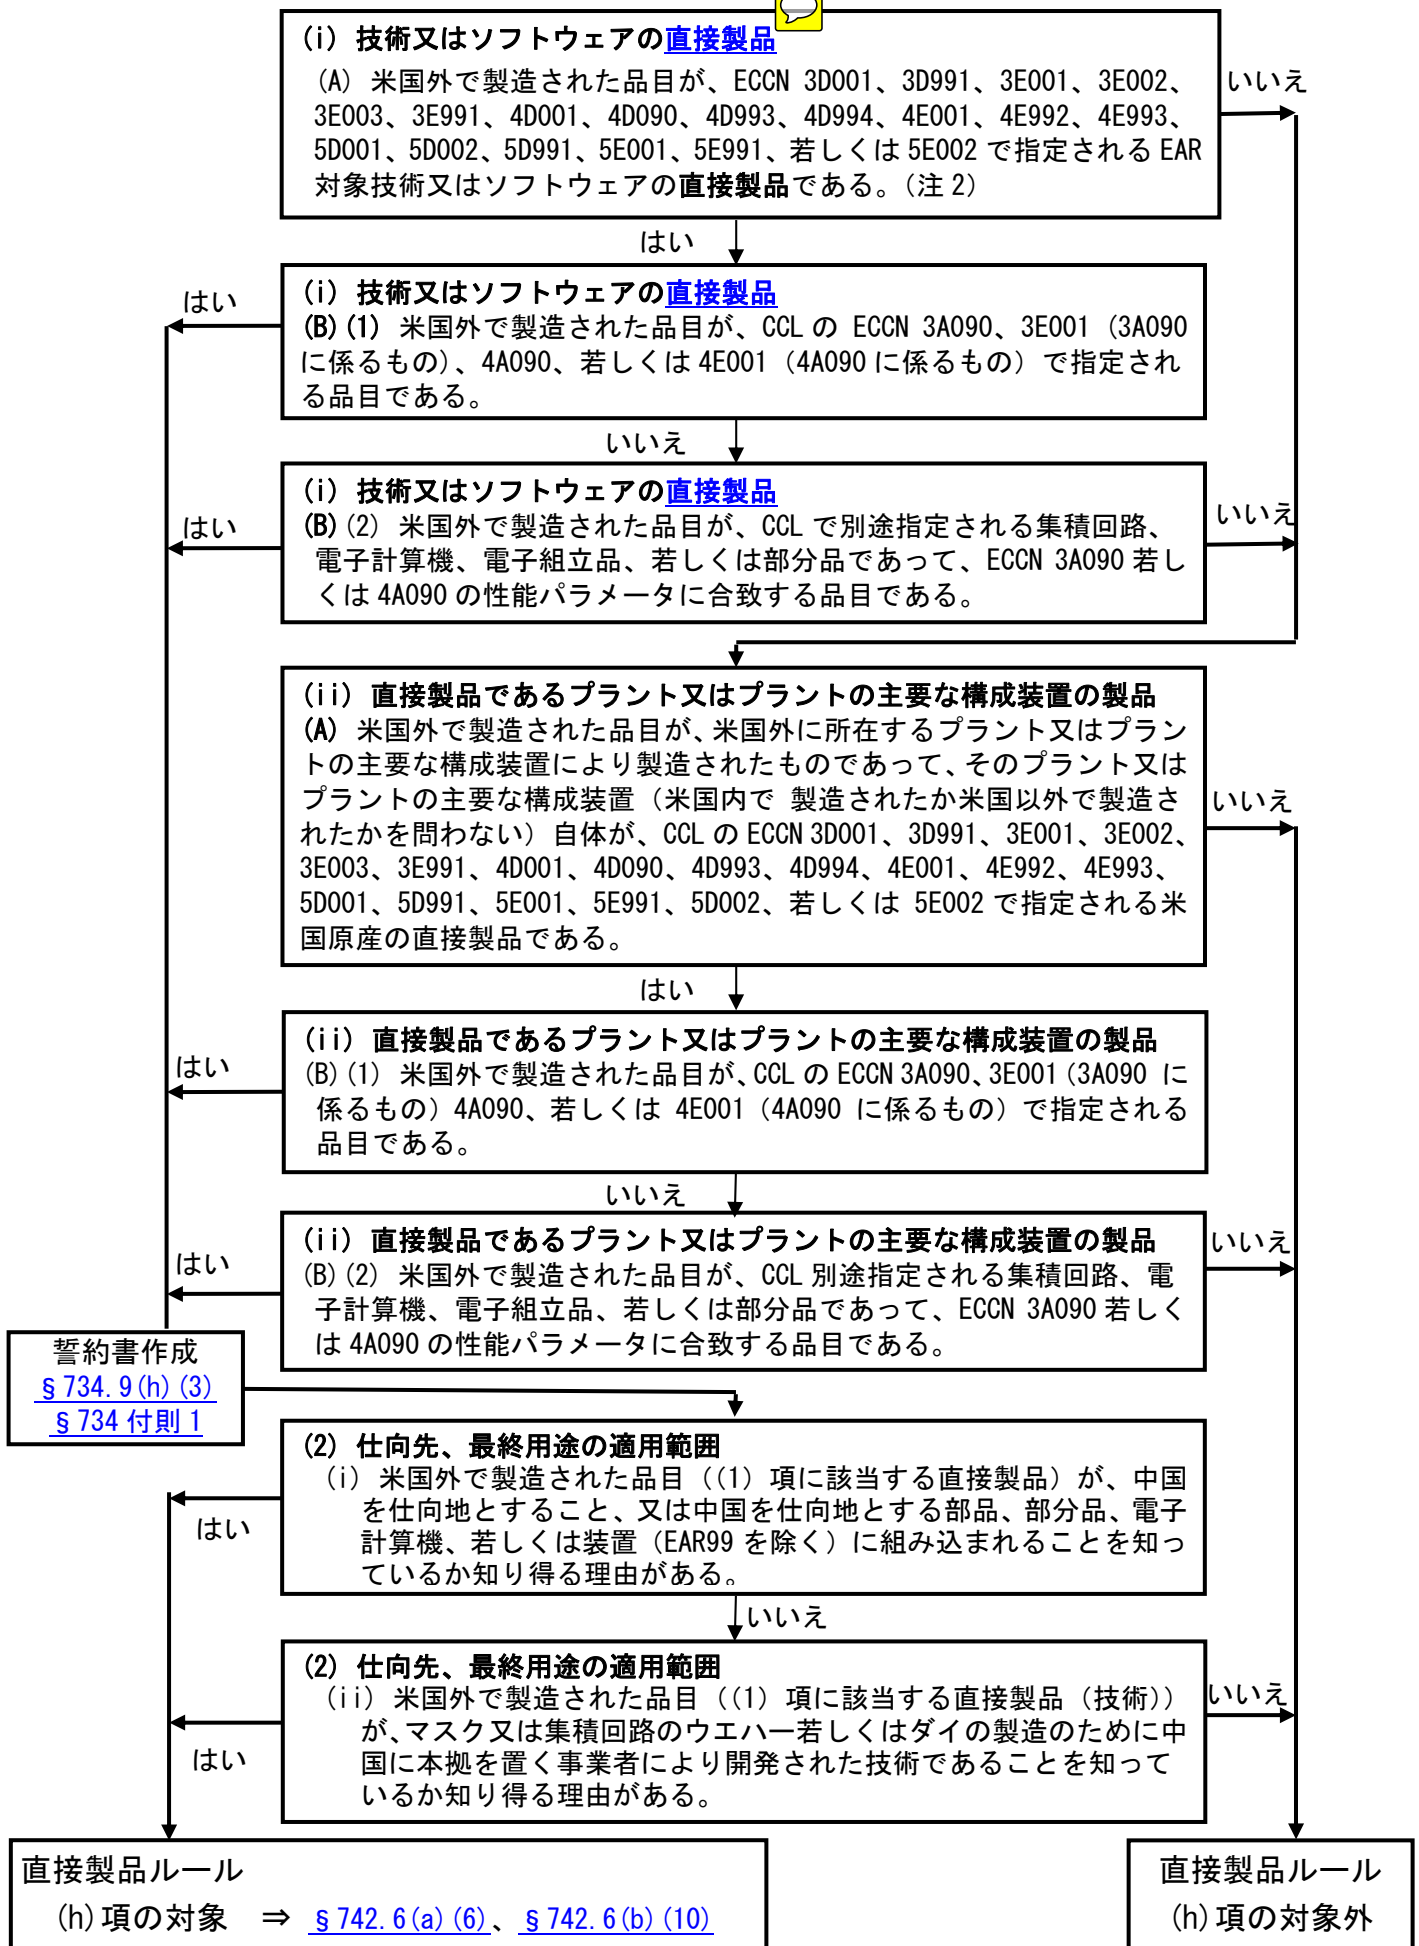 (i) 技術又はソフトウェアの直接製品
(A) 米国外で製造された品目が、ECCN 3D001、3D991、3E001、3E002、
3E003、3E991、4D001、4D090、4D993、4D994、4E001、4E992、4E993、
5D001、5D002、5D991、5E001、5E991、若しくは 5E002 で指定される EAR
対象技術又はソフトウェアの直接製品である。(注 2)
いいえ
はい
(i) 技術又はソフトウェアの直接製品
(B)(1) 米国外で製造された品目が、CCL の ECCN 3A090、3E001 (3A090
に係るもの)、4A090、若しくは 4E001 (4A090 に係るもの) で指定され
る品目である。
はい
いいえ
(i) 技術又はソフトウェアの直接製品
(B)(2) 米国外で製造された品目が、CCL で別途指定される集積回路、
電子計算機、電子組立品、若しくは部分品であって、ECCN 3A090 若し
くは 4A090 の性能パラメータに合致する品目である。
はい
いいえ
(ii) 直接製品であるプラント又はプラントの主要な構成装置の製品
(A) 米国外で製造された品目が、米国外に所在するプラント又はプラン
トの主要な構成装置により製造されたものであって、そのプラント又は
プラントの主要な構成装置 (米国内で 製造されたか米国以外で製造さ
れたかを問わない) 自体が、CCL の ECCN 3D001、3D991、3E001、3E002、
3E003、3E991、4D001、4D090、4D993、4D994、4E001、4E992、4E993、
5D001、5D991、5E001、5E991、5D002、若しくは 5E002 で指定される米
国原産の直接製品である。
いいえ
はい
(ii) 直接製品であるプラント又はプラントの主要な構成装置の製品
(B)(1) 米国外で製造された品目が、CCL の ECCN 3A090、3E001 (3A090 に
係るもの) 4A090、若しくは 4E001 (4A090 に係るもの) で指定される
品目である。
はい
いいえ
(ii) 直接製品であるプラント又はプラントの主要な構成装置の製品
(B)(2) 米国外で製造された品目が、CCL 別途指定される集積回路、電
子計算機、電子組立品、若しくは部分品であって、ECCN 3A090 若しく
は 4A090 の性能パラメータに合致する品目である。
はい
いいえ
誓約書作成
§734.9(h)(3)
§734 付則 1
(2) 仕向先、最終用途の適用範囲
(i) 米国外で製造された品目 ((1) 項に該当する直接製品) が、中国
を仕向地とすること、又は中国を仕向地とする部品、部分品、電子
計算機、若しくは装置 (EAR99 を除く) に組み込まれることを知っ
ているか知り得る理由がある。
はい
いいえ
(2) 仕向先、最終用途の適用範囲
(ii) 米国外で製造された品目 ((1) 項に該当する直接製品 (技術))
が、マスク又は集積回路のウエハー若しくはダイの製造のために中
国に本拠を置く事業者により開発された技術であることを知って
いるか知り得る理由がある。
はい
いいえ
直接製品ルール
(h)項の対象 ⇒ §742.6(a)(6)、§742.6(b)(10)
直接製品ルール
(h)項の対象外